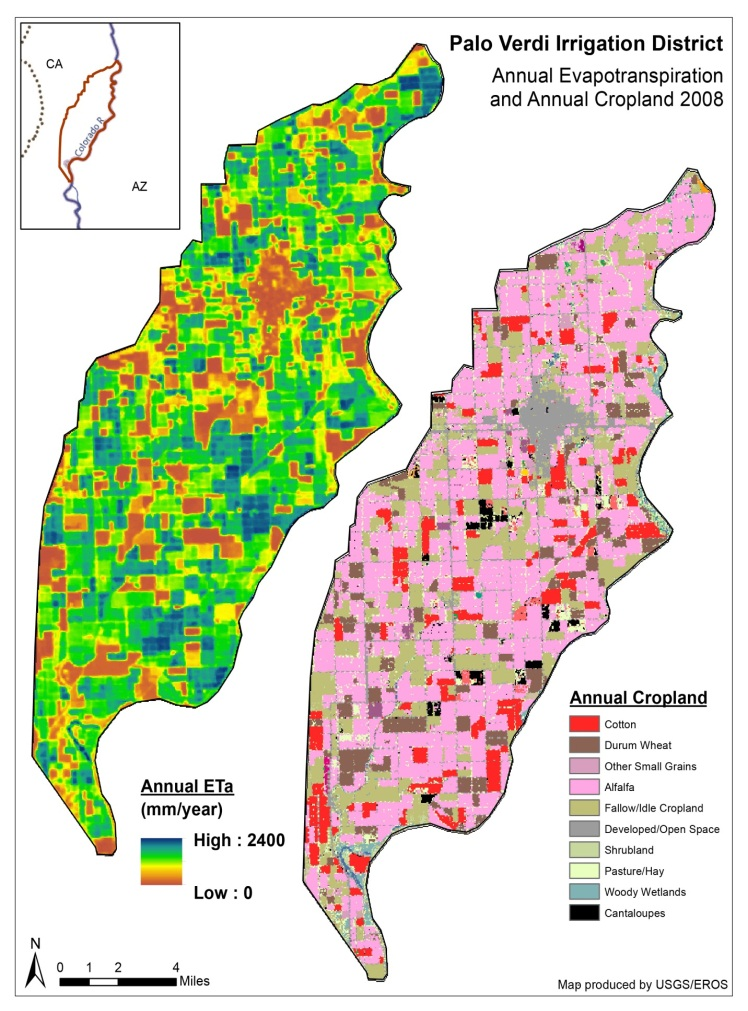 Palo Verdi Irrigation District
Annual Evapotranspiration
and Annual Cropland 2008
CA
Colorado R
AZ
Annual ETa
(mm/year)
High : 2400
Low : 0
Annual Cropland
Cotton
Durum Wheat
Other Small Grains
Alfalfa
Fallow/Idle Cropland
Developed/Open Space
Shrubland
Pasture/Hay
Woody Wetlands
Cantaloupes
N
0 1 2 4
Miles
Map produced by USGS/EROS